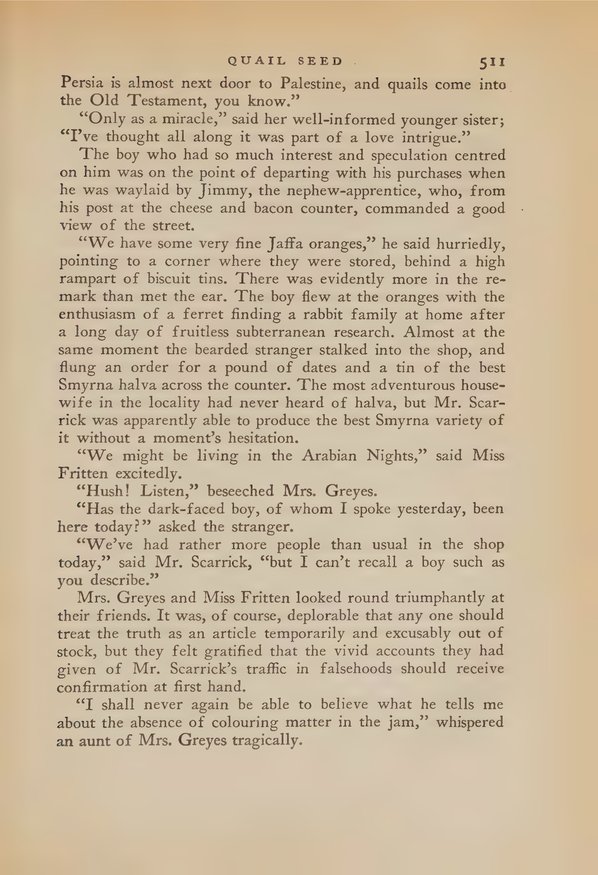 QUAIL SEED 511
Persia is almost next door to Palestine, and quails come into
the Old Testament, you know.”
“Only as a miracle,” said her well-informed younger sister;
“I’ve thought all along it was part of a love intrigue.”
The boy who had so much interest and speculation centred
on him was on the point of departing with his purchases when
he was waylaid by Jimmy, the nephew-apprentice, who, from
his post at the cheese and bacon counter, commanded a good
view of the street.
“We have some very fine Jaffa oranges,” he said hurriedly,
pointing to a corner where they were stored, behind a high
rampart of biscuit tins. There was evidently more in the re-
mark than met the ear. The boy flew at the oranges with the
enthusiasm of a ferret finding a rabbit family at home after
a long day of fruitless subterranean research. Almost at the
same moment the bearded stranger stalked into the shop, and
flung an order for a pound of dates and a tin of the best
Smyrna halva across the counter. The most adventurous house-
wife in the locality had never heard of halva, but Mr. Scar-
rick was apparently able to produce the best Smyrna variety of
it without a moment’s hesitation.
“We might be living in the Arabian Nights,” said Miss
Fritten excitedly.
“Hush! Listen,” beseeched Mrs. Greyes.
“Has the dark-faced boy, of whom I spoke yesterday, been
here today?” asked the stranger.
“We’ve had rather more people than usual in the shop
today,” said Mr. Scarrick, “but I can’t recall a boy such as
you describe.”
Mrs. Greyes and Miss Fritten looked round triumphantly at
their friends. It was, of course, deplorable that any one should
treat the truth as an article temporarily and excusably out of
stock, but they felt gratified that the vivid accounts they had
given of Mr. Scarrick’s traffic in falsehoods should receive
confirmation at first hand.
“I shall never again be able to believe what he tells me
about the absence of colouring matter in the jam,” whispered
an aunt of Mrs. Greyes tragically.